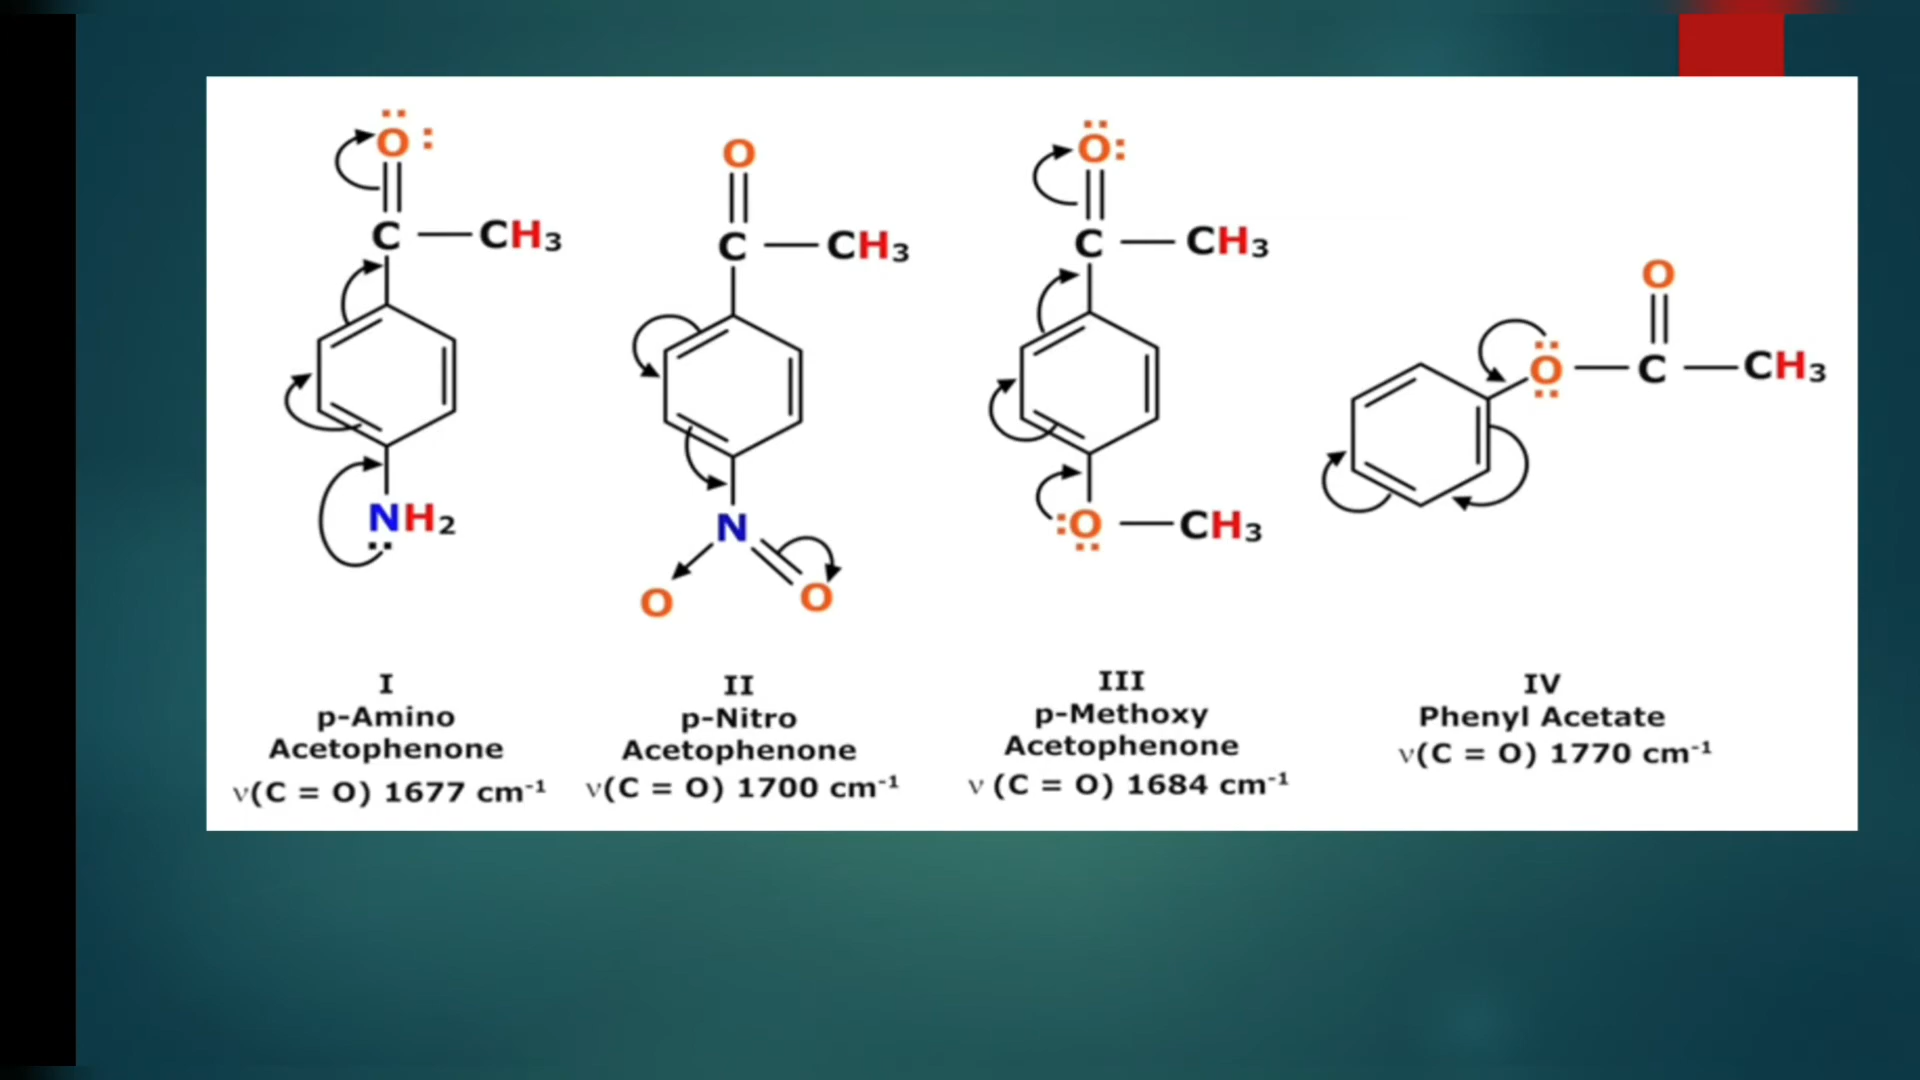 O
C — CH₃
NH₂
I
p-Amino
Acetophenone
ν(C = O) 1677 cm⁻¹
O
C — CH₃
N
O O
II
p-Nitro
Acetophenone
ν(C = O) 1700 cm⁻¹
:O:
C — CH₃
:O — CH₃
III
p-Methoxy
Acetophenone
ν (C = O) 1684 cm⁻¹
O
O — C — CH₃
IV
Phenyl Acetate
ν(C = O) 1770 cm⁻¹